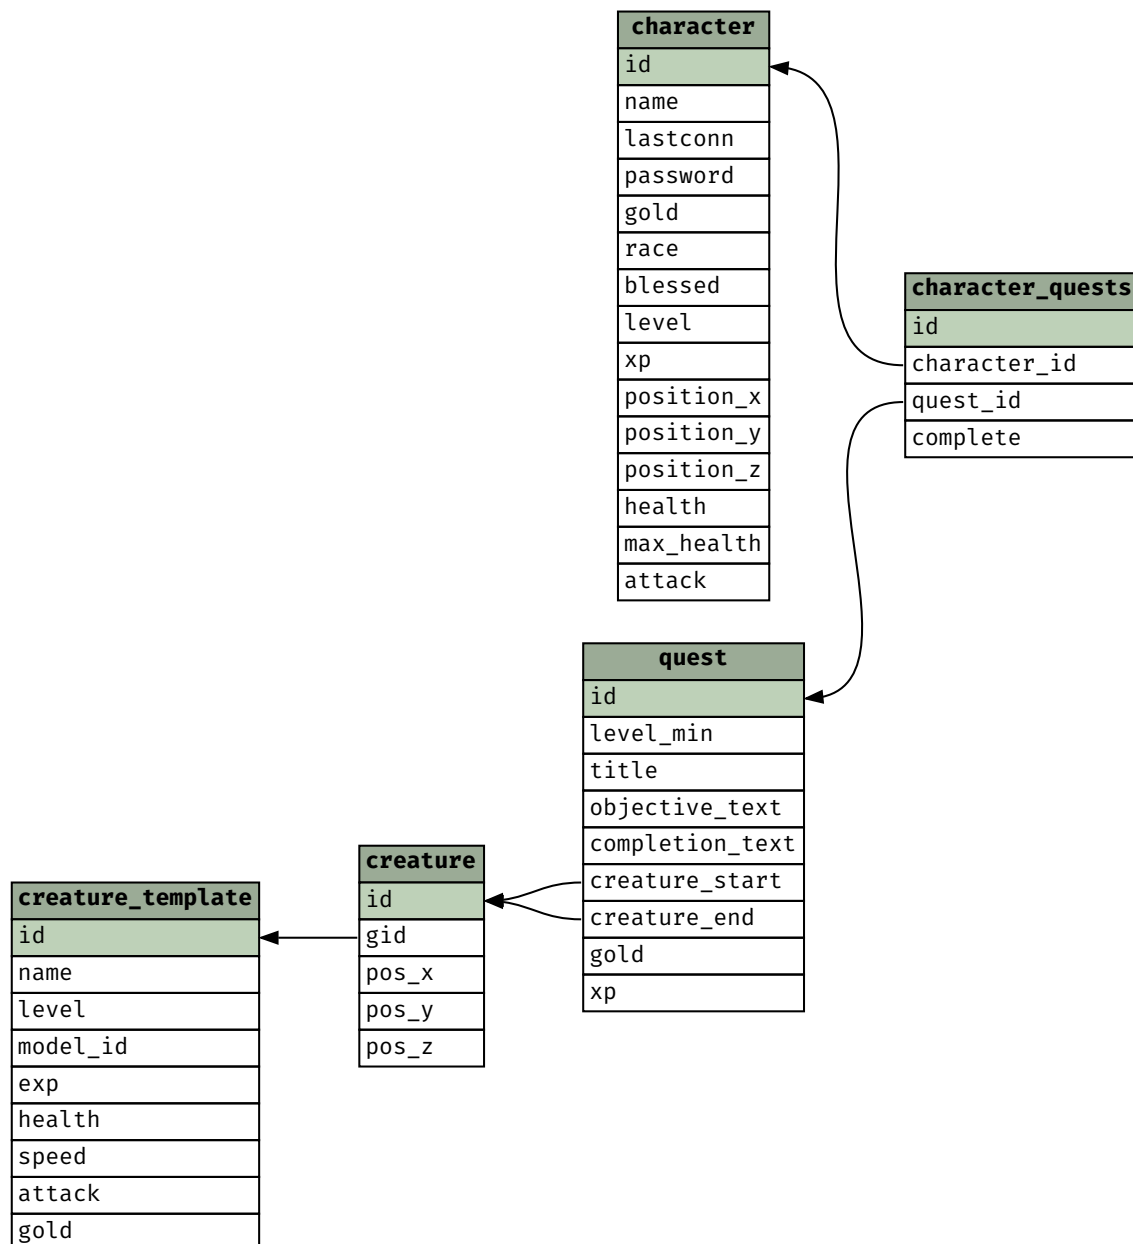 character
id
name
lastconn
password
gold
race
blessed
level
xp
position_x
position_y
position_z
health
max_health
attack
character_quests
id
character_id
quest_id
complete
quest
id
level_min
title
objective_text
completion_text
creature_start
creature_end
gold
xp
creature
id
gid
pos_x
pos_y
pos_z
creature_template
id
name
level
model_id
exp
health
speed
attack
gold